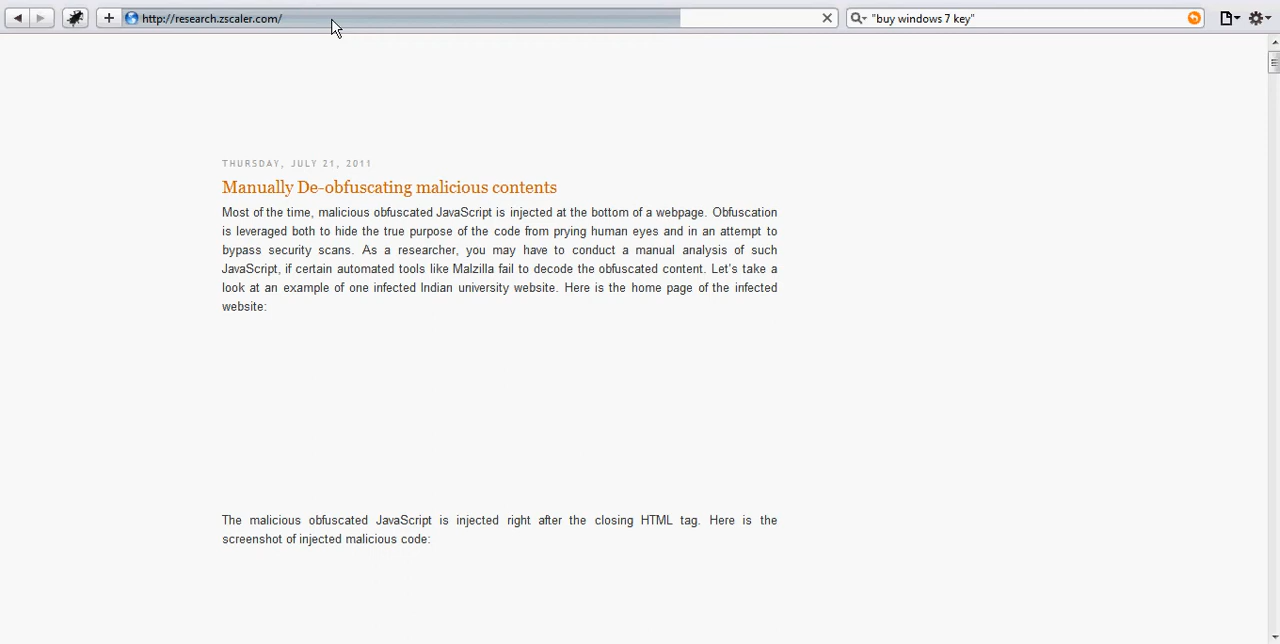 http://research.zscaler.com/
"buy windows 7 key"
THURSDAY, JULY 21, 2011
Manually De-obfuscating malicious contents
Most of the time, malicious obfuscated JavaScript is injected at the bottom of a webpage. Obfuscation
is leveraged both to hide the true purpose of the code from prying human eyes and in an attempt to
bypass security scans. As a researcher, you may have to conduct a manual analysis of such
JavaScript, if certain automated tools like Malzilla fail to decode the obfuscated content. Let's take a
look at an example of one infected Indian university website. Here is the home page of the infected
website:
The malicious obfuscated JavaScript is injected right after the closing HTML tag. Here is the
screenshot of injected malicious code: